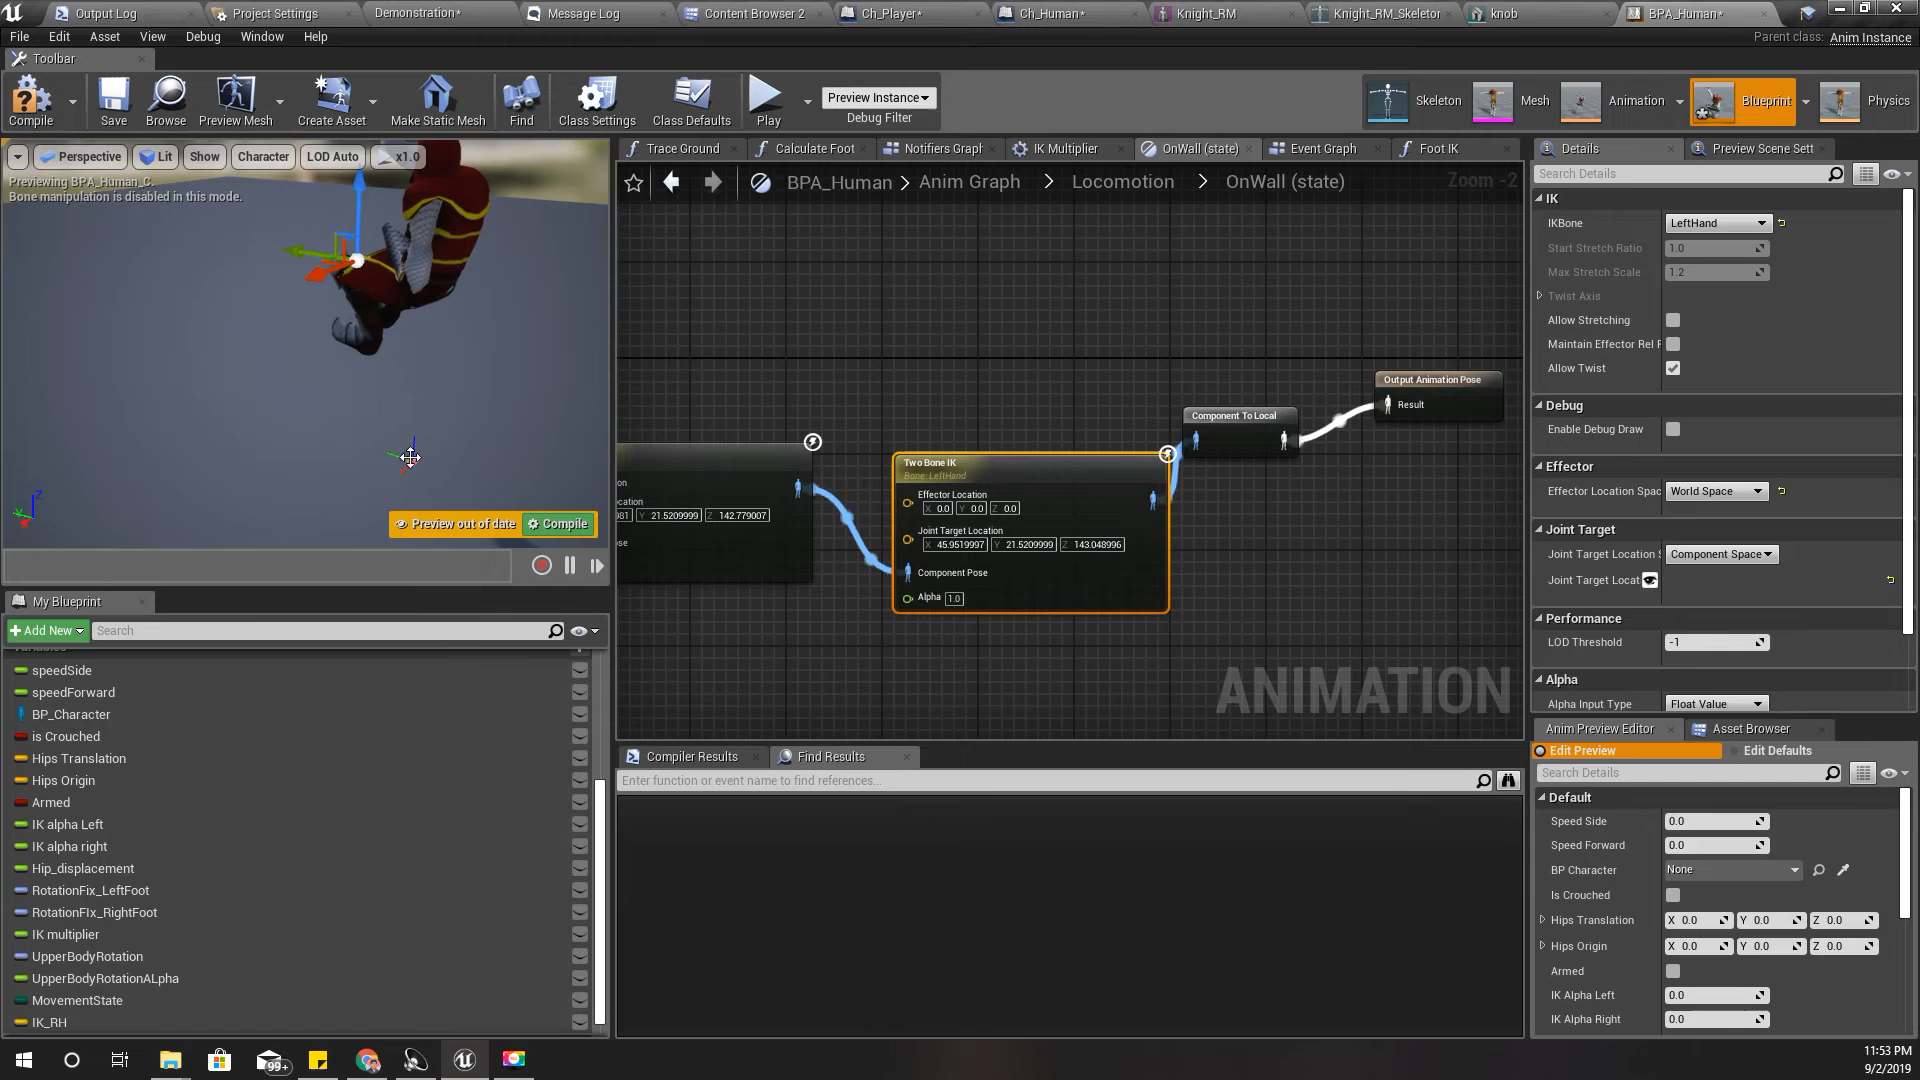 Output Log
Project Settings
Demonstration*
Message Log
Content Browser 2
Ch_Player*
Ch_Human*
Knight_RM
Knight_RM_Skeletor
knob
BPA_Human*
File
Edit
Asset
View
Debug
Window
Help
Parent class: Anim Instance
Toolbar
Compile
Save
Browse
Preview Mesh
Create Asset
Make Static Mesh
Find
Class Settings
Class Defaults
Play
Preview Instance
Debug Filter
Skeleton
Mesh
Animation
Blueprint
Physics
Perspective
Lit
Show
Character
LOD Auto
x1.0
Previewing BPA_Human_C.
Bone manipulation is disabled in this mode.
Preview out of date
Compile
Trace Ground
Calculate Foot
Notifiers Graph
IK Multiplier
OnWall (state)
Event Graph
Foot IK
BPA_Human > Anim Graph > Locomotion > OnWall (state)
Zoom -2
Output Animation Pose
Result
Component To Local
Y 21.5209999 Z 142.779007
Two Bone IK
Bone: LeftHand
Effector Location
X 0.0 Y 0.0 Z 0.0
Joint Target Location
X 45.9519997 Y 21.5209999 Z 143.048996
Component Pose
Alpha 1.0
ANIMATION
Details
Preview Scene Sett
Search Details
IK
IKBone
LeftHand
Start Stretch Ratio
1.0
Max Stretch Scale
1.2
Twist Axis
Allow Stretching
Maintain Effector Rel F
Allow Twist
Debug
Enable Debug Draw
Effector
Effector Location Spac
World Space
Joint Target
Joint Target Location S
Component Space
Joint Target Locat
Performance
LOD Threshold
-1
Alpha
Alpha Input Type
Float Value
My Blueprint
Add New
Search
speedSide
speedForward
BP_Character
is Crouched
Hips Translation
Hips Origin
Armed
IK alpha Left
IK alpha right
Hip_displacement
RotationFix_LeftFoot
RotationFIx_RightFoot
IK multiplier
UpperBodyRotation
UpperBodyRotationALpha
MovementState
IK_RH
Compiler Results
Find Results
Enter function or event name to find references...
Anim Preview Editor
Asset Browser
Edit Preview
Edit Defaults
Search Details
Default
Speed Side
0.0
Speed Forward
0.0
BP Character
None
Is Crouched
Hips Translation
X 0.0 Y 0.0 Z 0.0
Hips Origin
X 0.0 Y 0.0 Z 0.0
Armed
IK Alpha Left
0.0
IK Alpha Right
0.0
99+
11:53 PM
9/2/2019